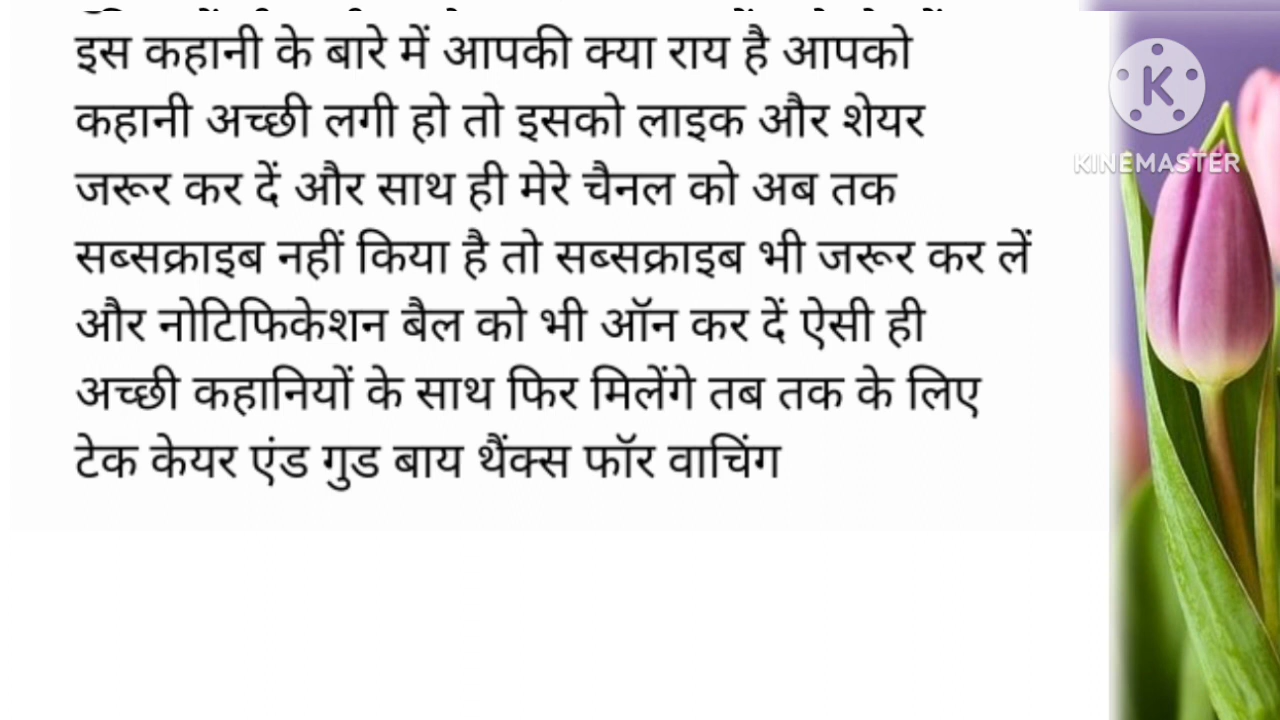 इस कहानी के बारे में आपकी क्या राय है आपको
कहानी अच्छी लगी हो तो इसको लाइक और शेयर
जरूर कर दें और साथ ही मेरे चैनल को अब तक
सब्सक्राइब नहीं किया है तो सब्सक्राइब भी जरूर कर लें
और नोटिफिकेशन बैल को भी ऑन कर दें ऐसी ही
अच्छी कहानियों के साथ फिर मिलेंगे तब तक के लिए
टेक केयर एंड गुड बाय थैंक्स फॉर वाचिंग
K
KINEMASTER